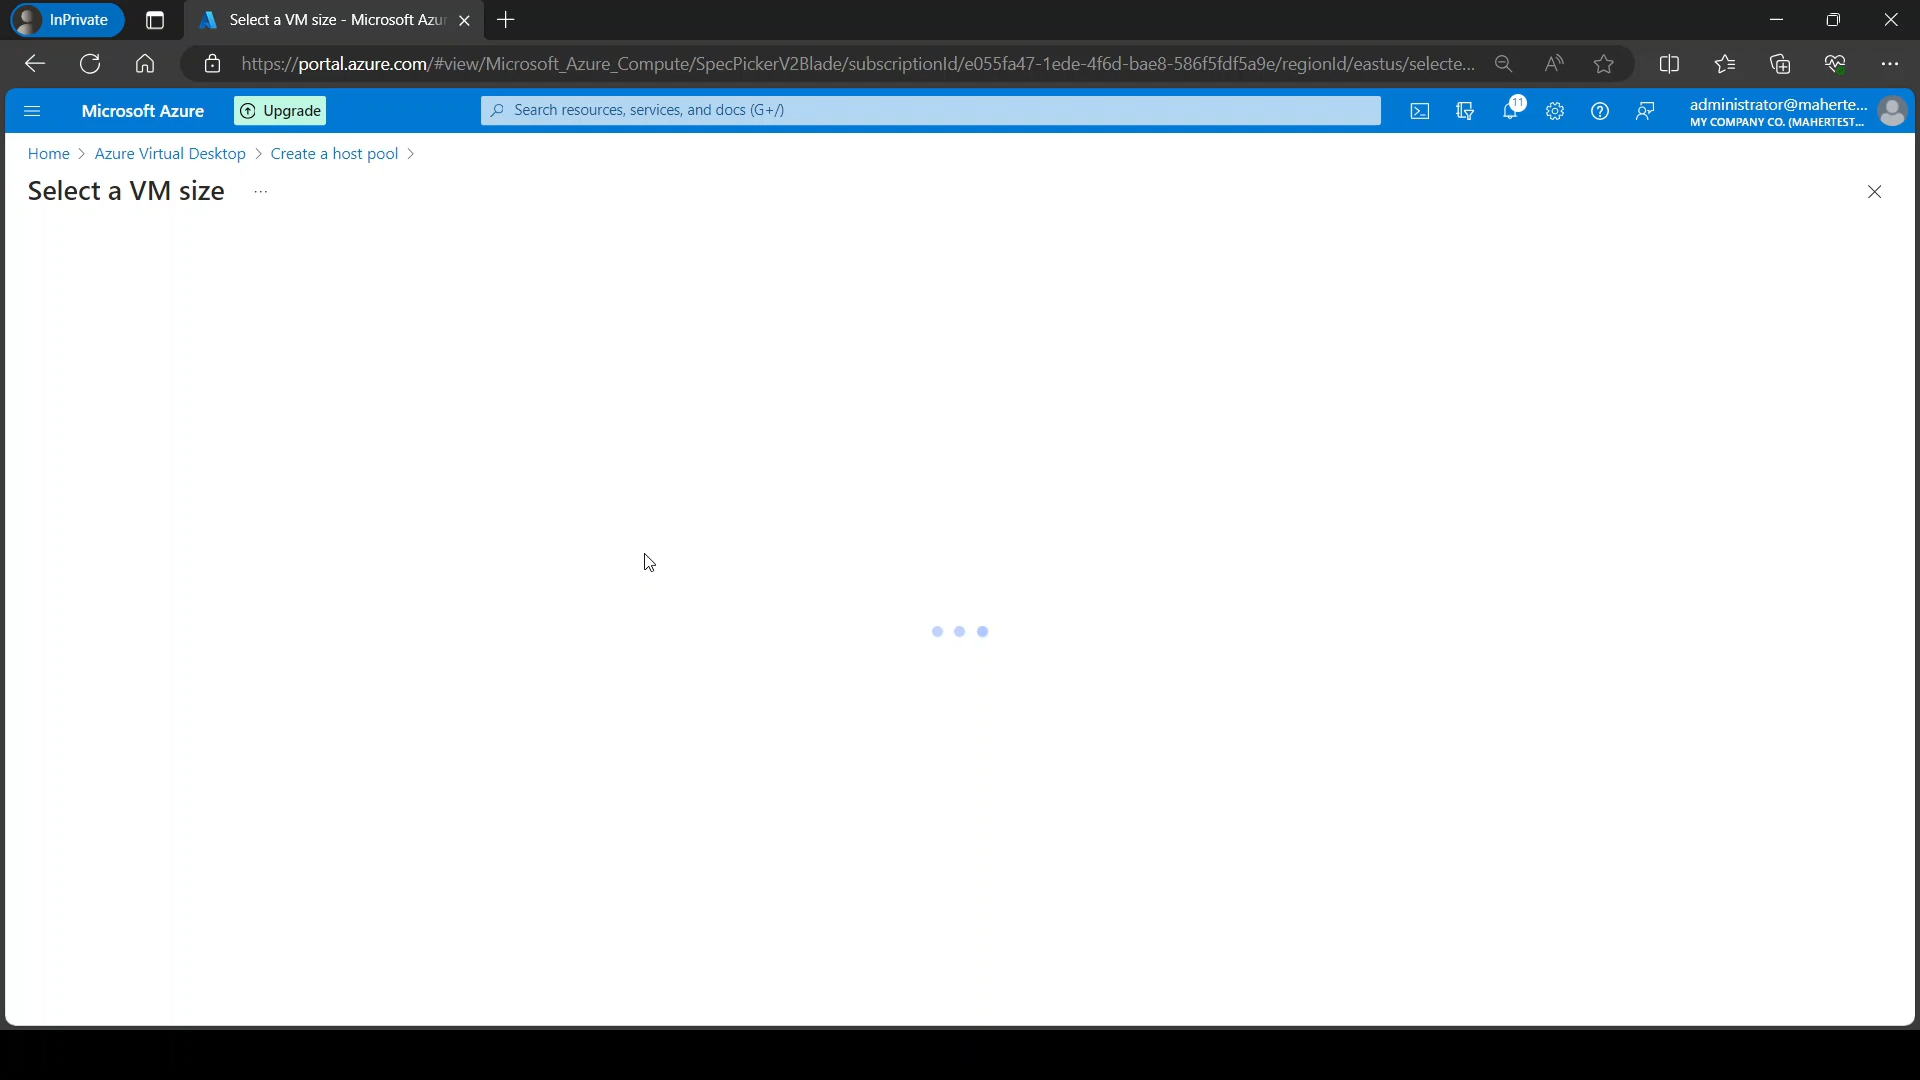 InPrivate
Select a VM size - Microsoft Azur
https://portal.azure.com/#view/Microsoft_Azure_Compute/SpecPickerV2Blade/subscriptionId/e055fa47-1ede-4f6d-bae8-586f5fdf5a9e/regionId/eastus/selecte...
Microsoft Azure
Upgrade
Search resources, services, and docs (G+/)
11
administrator@maherte...
MY COMPANY CO. (MAHERTEST...
Home > Azure Virtual Desktop > Create a host pool >
Select a VM size ...